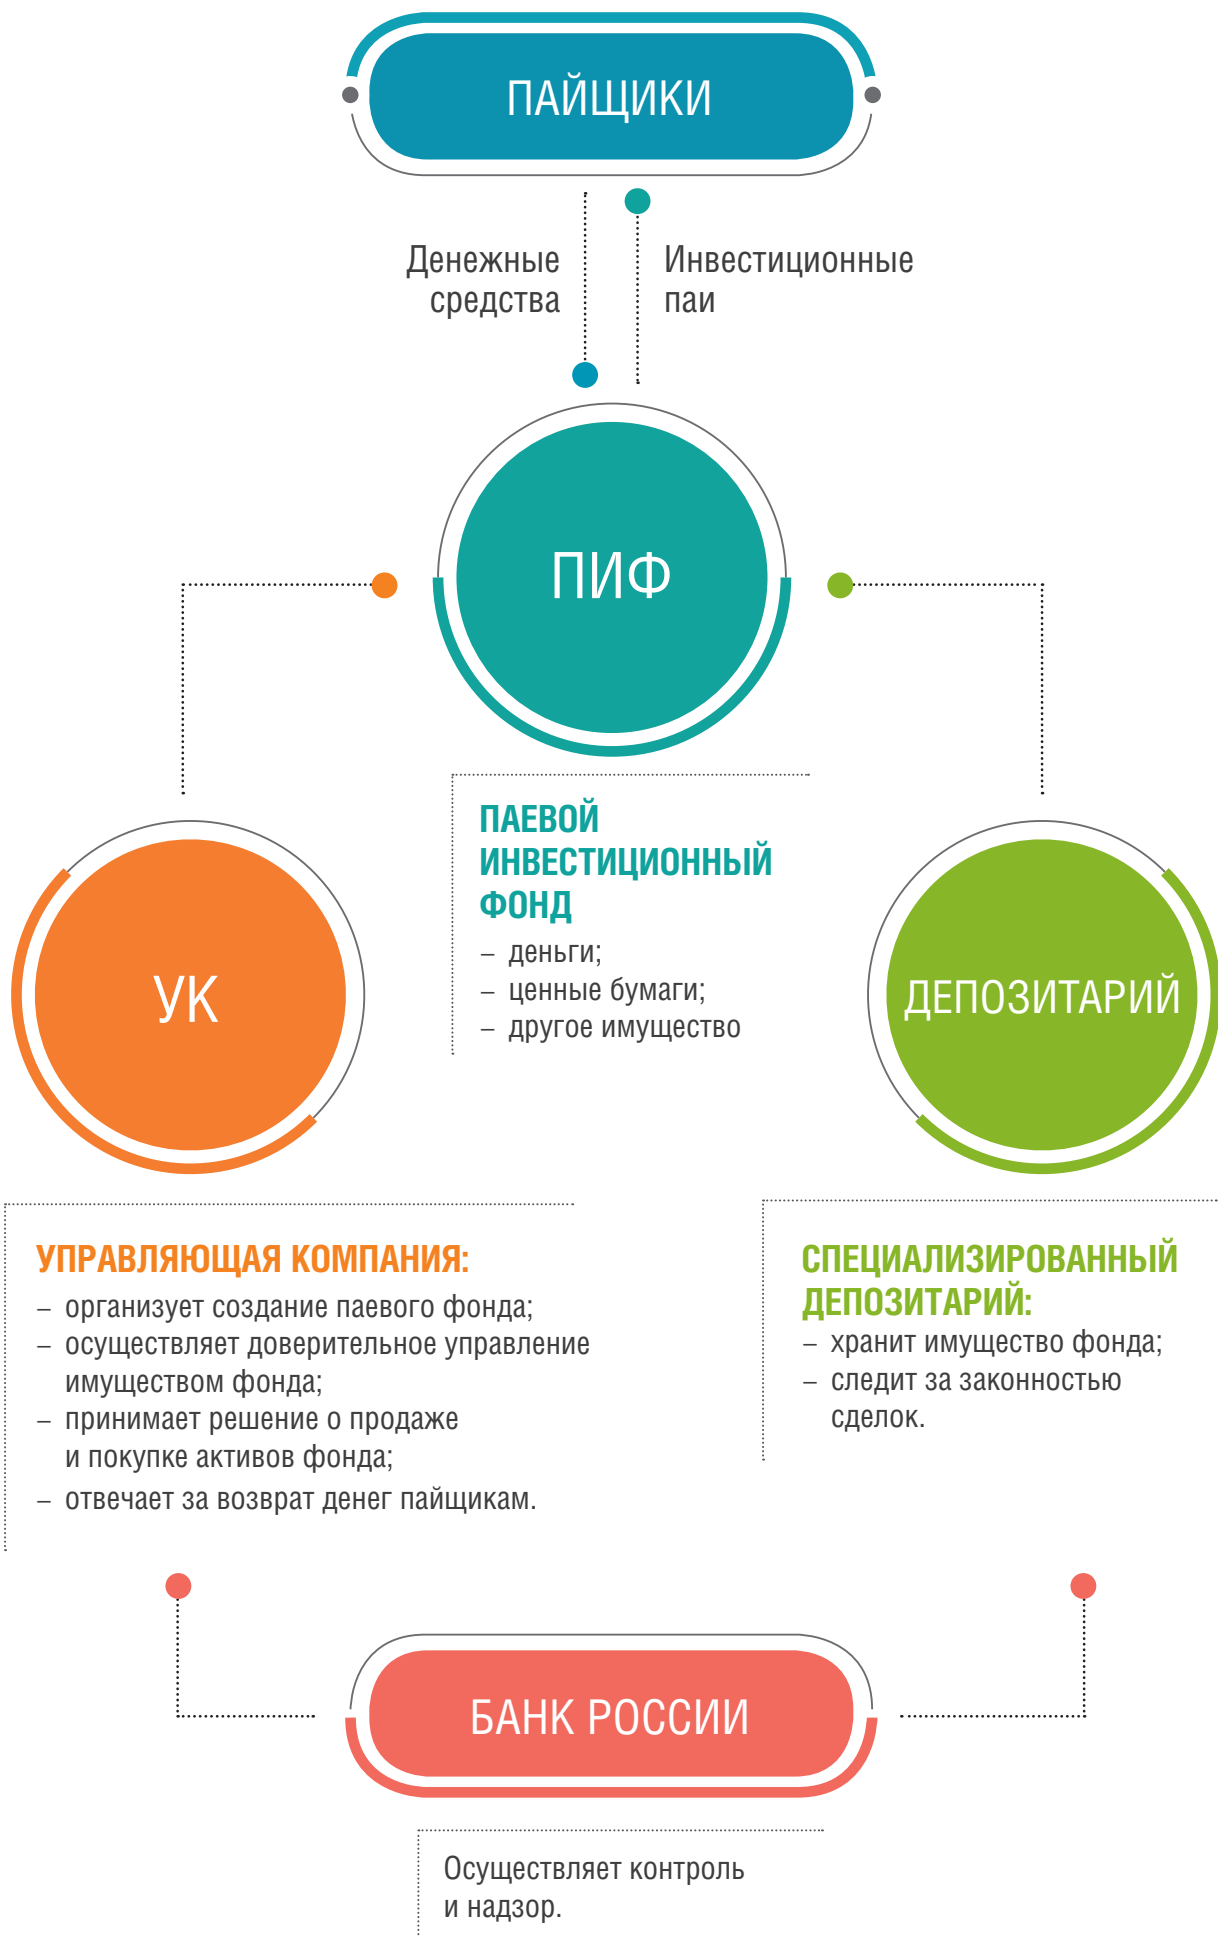 ПАЙЩИКИ
Денежные
средства
Инвестиционные
паи
ПИФ
ПАЕВОЙ
ИНВЕСТИЦИОННЫЙ
ФОНД
– деньги;
– ценные бумаги;
– другое имущество
УК
ДЕПОЗИТАРИЙ
УПРАВЛЯЮЩАЯ КОМПАНИЯ:
– организует создание паевого фонда;
– осуществляет доверительное управление
имуществом фонда;
– принимает решение о продаже
и покупке активов фонда;
– отвечает за возврат денег пайщикам.
СПЕЦИАЛИЗИРОВАННЫЙ
ДЕПОЗИТАРИЙ:
– хранит имущество фонда;
– следит за законностью
сделок.
БАНК РОССИИ
Осуществляет контроль
и надзор.